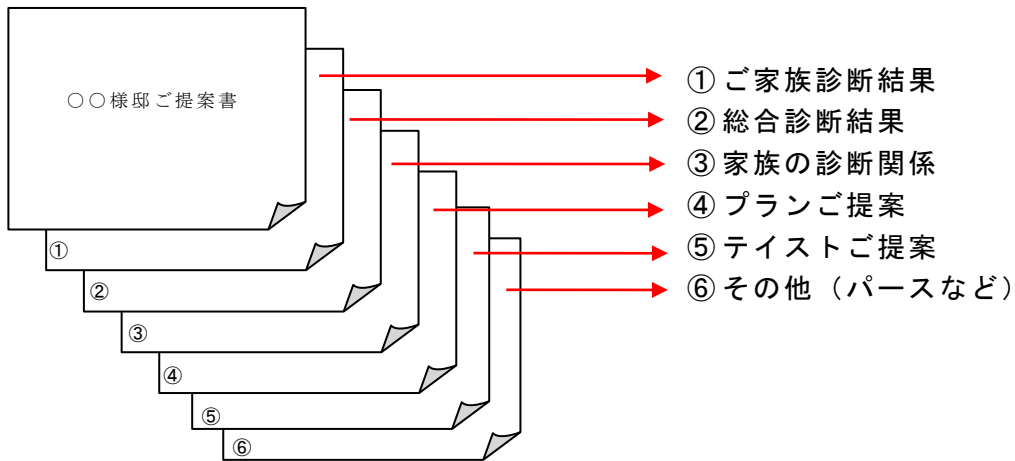 〇〇様邸ご提案書
①ご家族診断結果
②総合診断結果
③家族の診断関係
④プランご提案
⑤テイストご提案
⑥その他（パースなど）
①
②
③
④
⑤
⑥